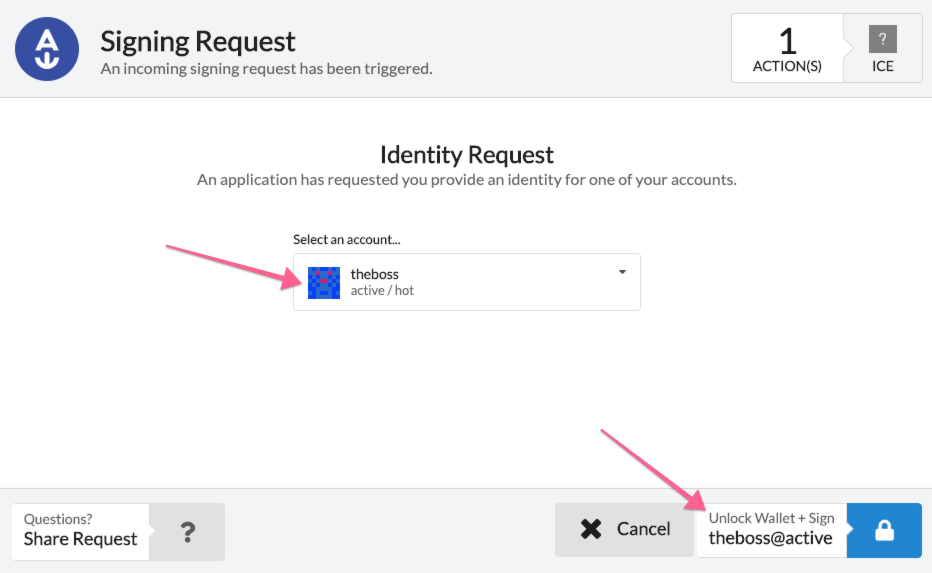 Signing Request
An incoming signing request has been triggered.
1
ACTION(S)
?
ICE
Identity Request
An application has requested you provide an identity for one of your accounts.
Select an account...
theboss
active / hot
Questions?
Share Request
?
Cancel
Unlock Wallet + Sign
theboss@active